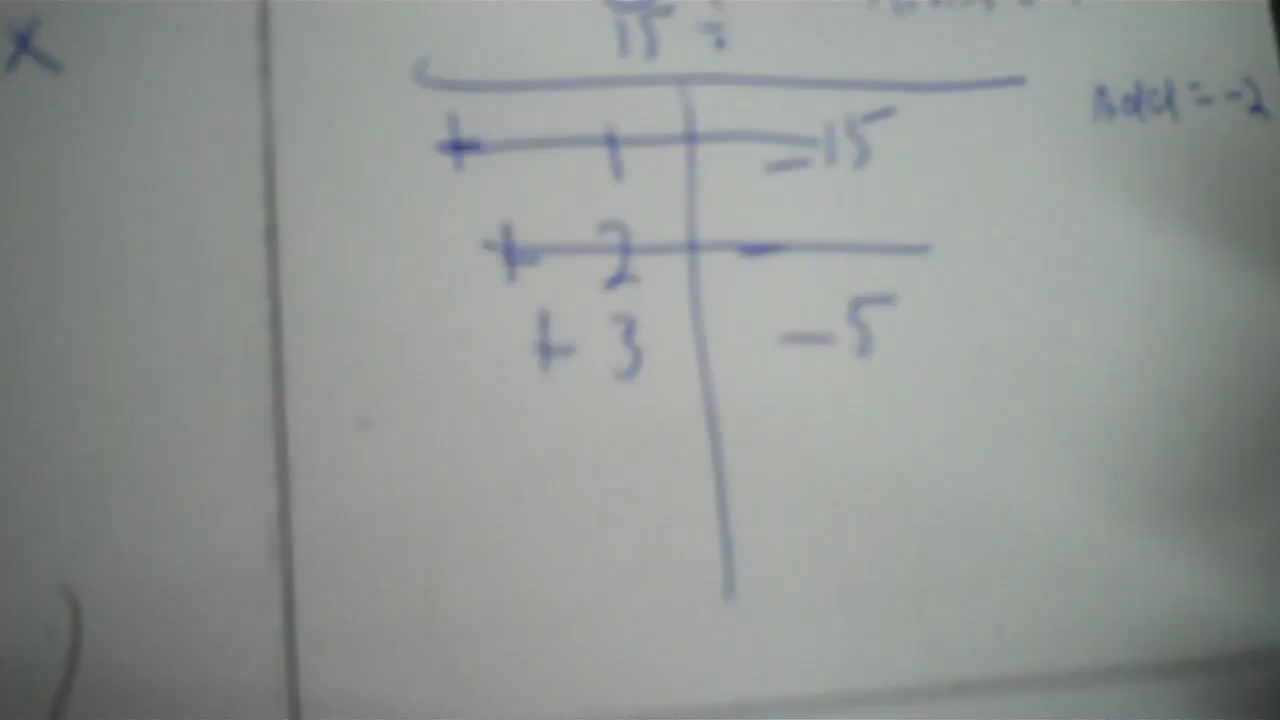 x
15 ÷
Add = -2
+ 1 -15
+ 2 -
+ 3 - 5
)